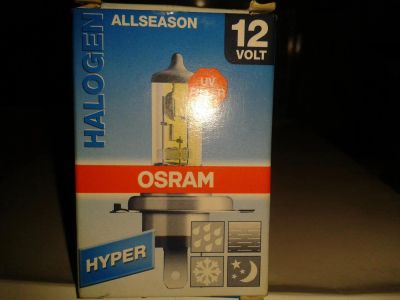 ALLSEASON
12
VOLT
HALOGEN
UV
OSRAM
HYPER